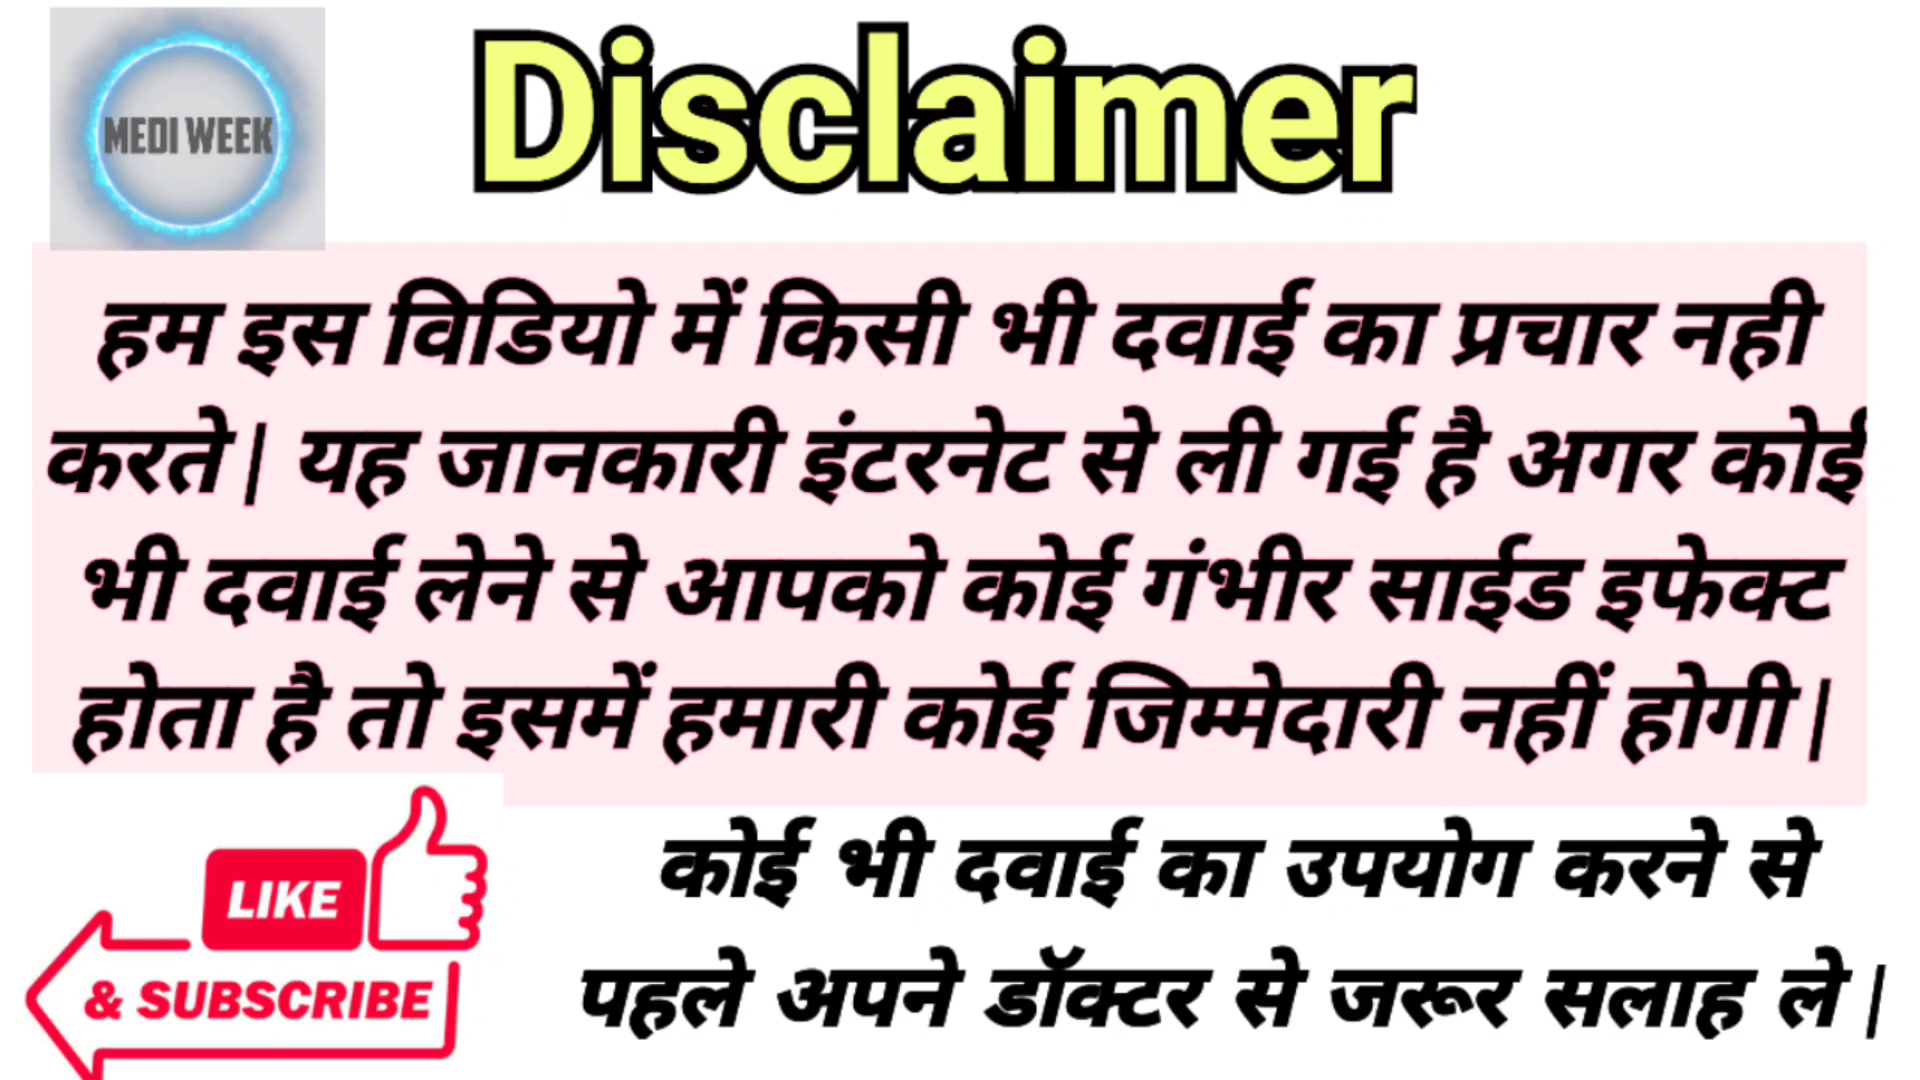 MEDI WEEK
Disclaimer
हम इस विडियो में किसी भी दवाई का प्रचार नही
करते| यह जानकारी इंटरनेट से ली गई है अगर कोई
भी दवाई लेने से आपको कोई गंभीर साईड इफेक्ट
होता है तो इसमें हमारी कोई जिम्मेदारी नहीं होगी|
कोई भी दवाई का उपयोग करने से
पहले अपने डॉक्टर से जरूर सलाह ले|
LIKE
& SUBSCRIBE